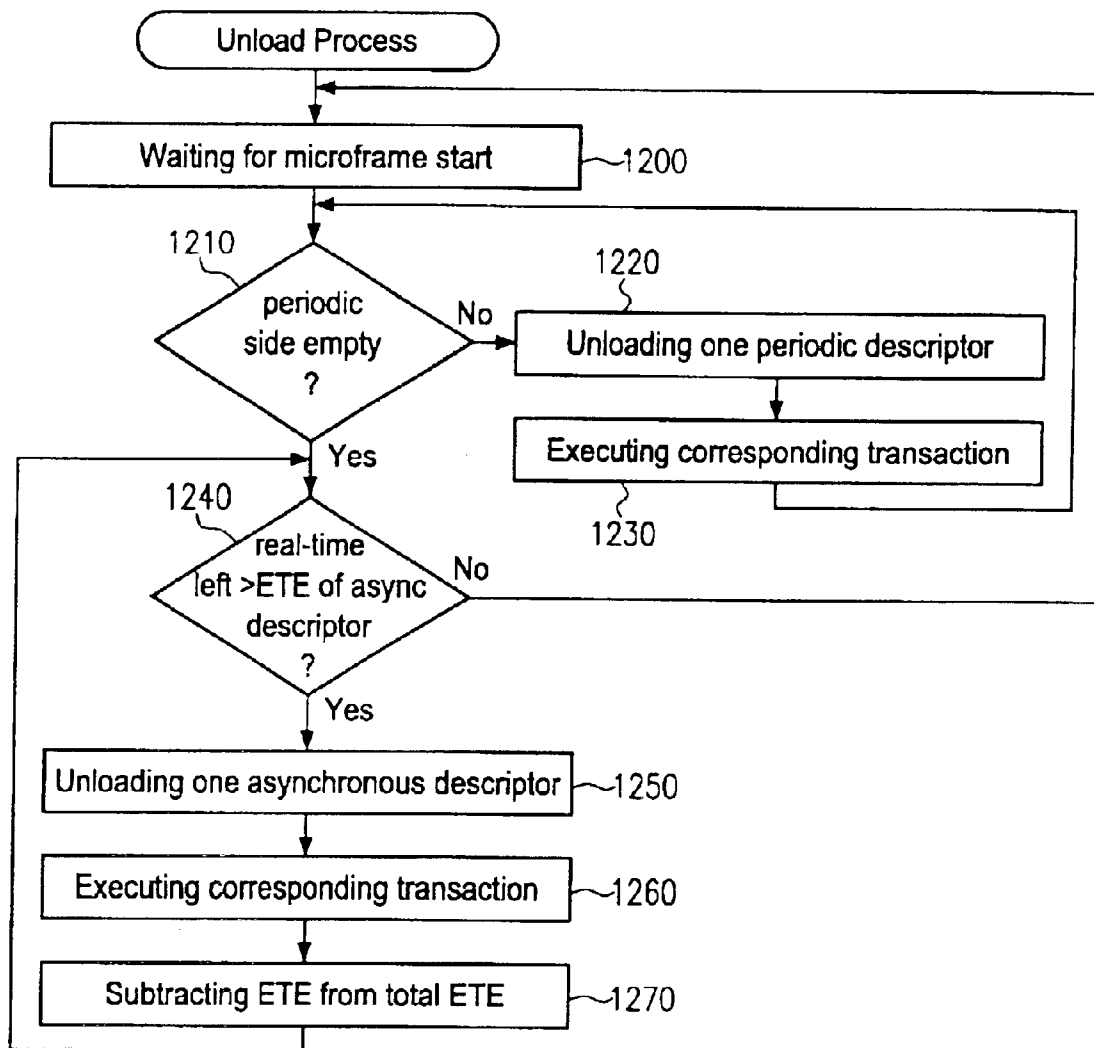 Unload Process
Waiting for microframe start
1200
1210
periodic
side empty
?
No
Yes
1220
Unloading one periodic descriptor
Executing corresponding transaction
1230
1240
real-time
left >ETE of async
descriptor
?
No
Yes
Unloading one asynchronous descriptor
1250
Executing corresponding transaction
1260
Subtracting ETE from total ETE
1270